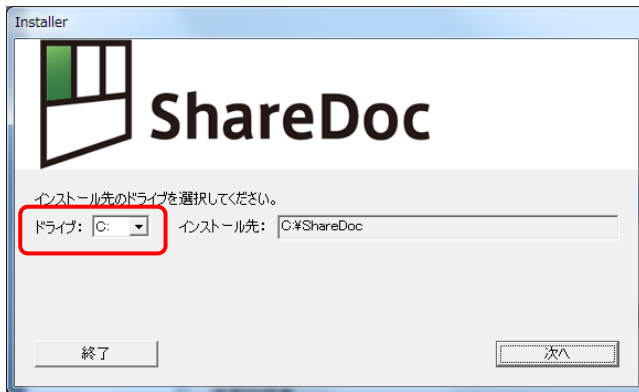 Installer
ShareDoc
インストール先のドライブを選択してください。
ドライブ: C: インストール先: C:¥ShareDoc
終了 次へ